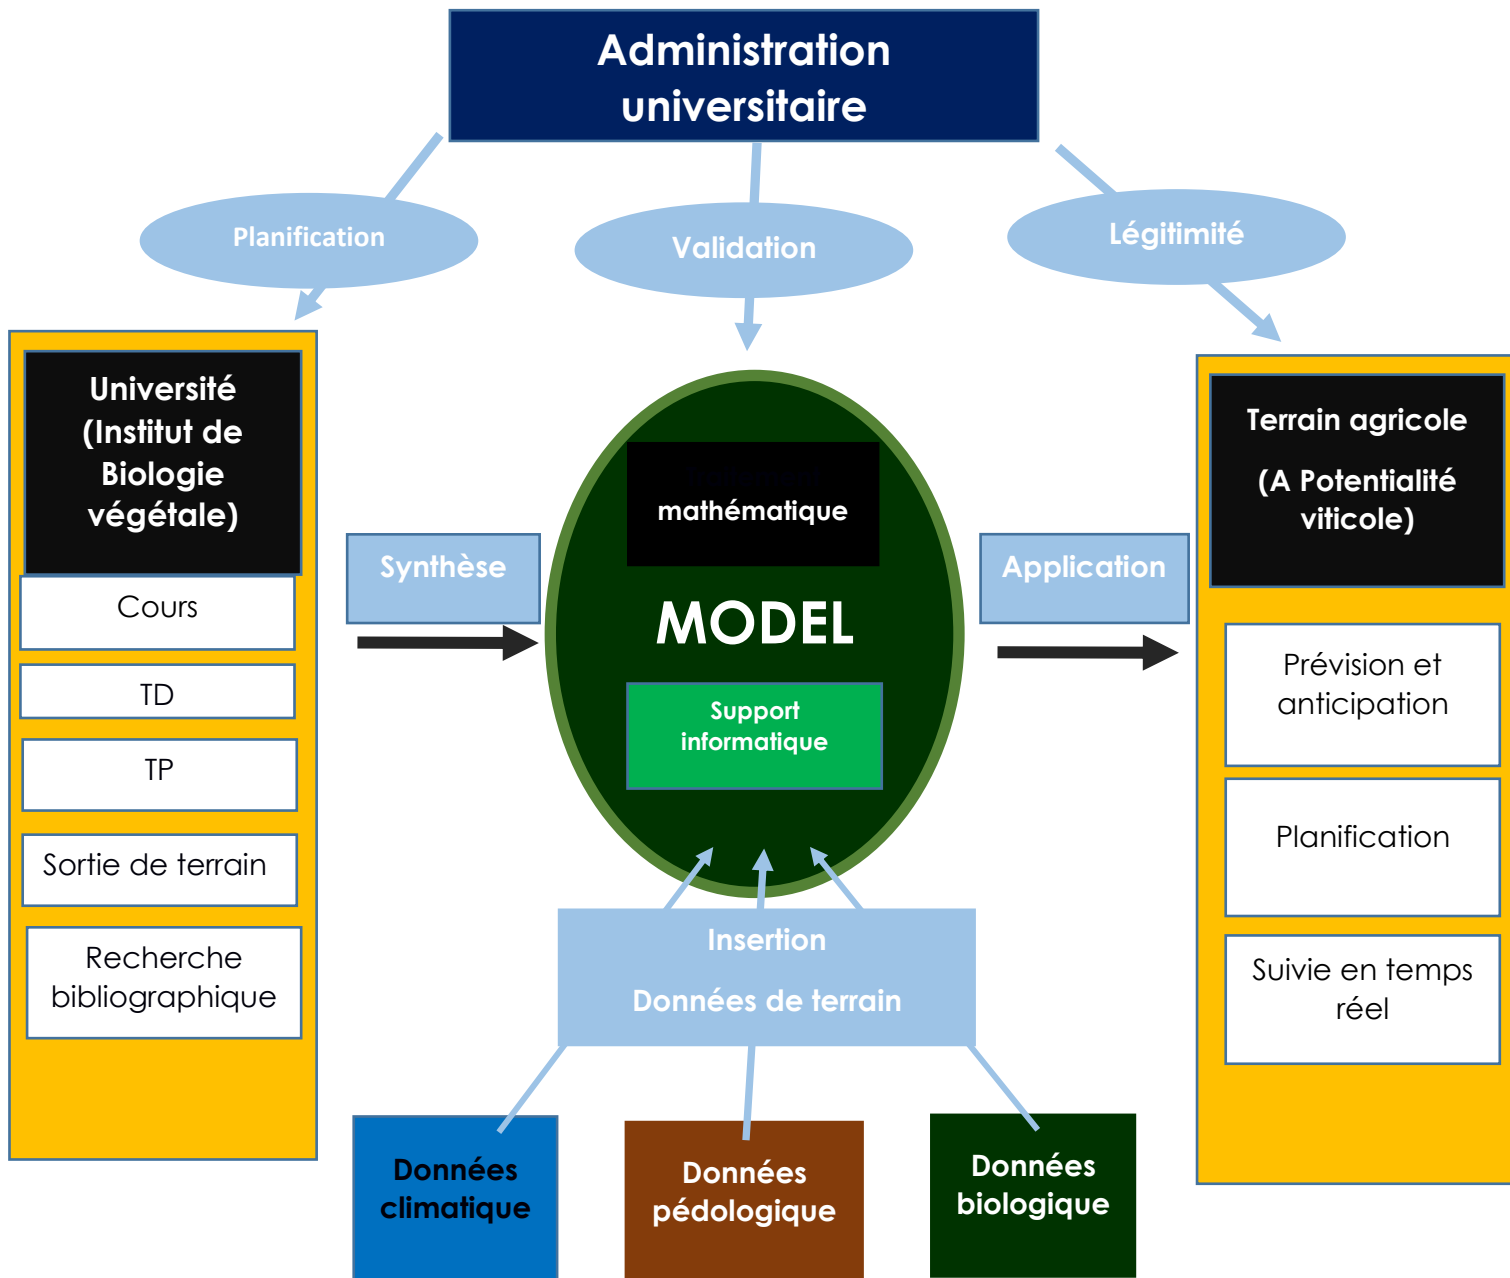 Administration
universitaire
Planification
Validation
Légitimité
Université
(Institut de
Biologie
végétale)
Cours
TD
TP
Sortie de terrain
Recherche
bibliographique
Synthèse
mathématique
MODEL
Support
informatique
Application
Terrain agricole
(A Potentialité
viticole)
Prévision et
anticipation
Planification
Suivie en temps
réel
Insertion
Données de terrain
Données
climatique
Données
pédologique
Données
biologique